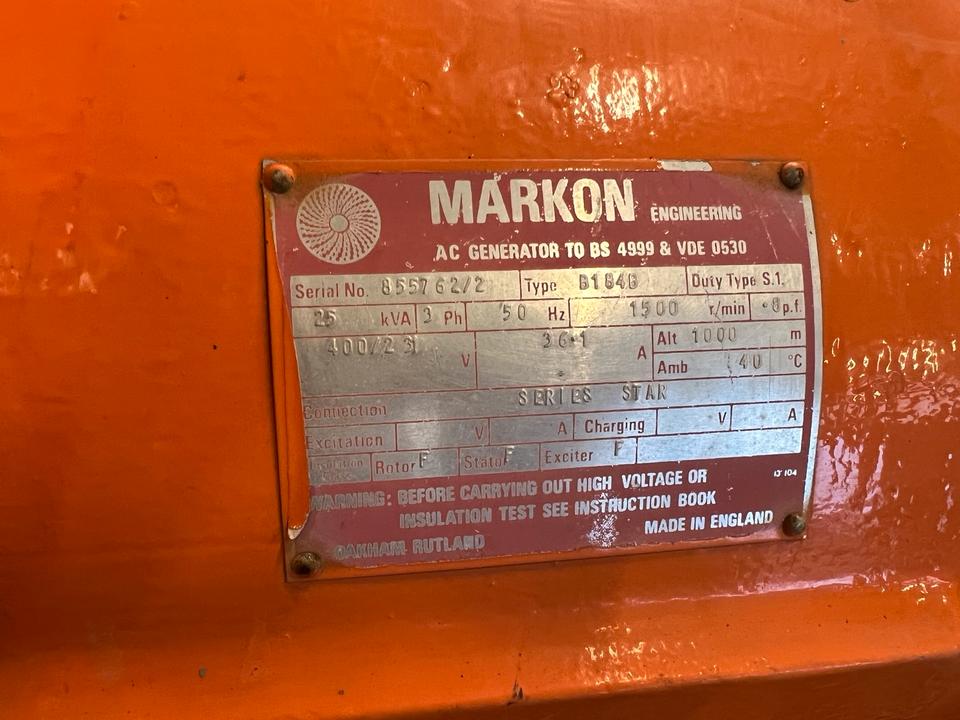 MARKON ENGINEERING
AC GENERATOR TO BS 4999 & VDE 0530
Serial No. 855762/2 Type B184B Duty Type S.1.
25 kVA 3 Ph 50 Hz 1500 r/min .8 p.f.
400/231 V 36.1 A Alt 1000 m
Amb 40 °C
Connection SERIES STAR
Excitation V A Charging V A
Rotor F Stator F Exciter F
WARNING: BEFORE CARRYING OUT HIGH VOLTAGE OR
INSULATION TEST SEE INSTRUCTION BOOK
MADE IN ENGLAND
OAKHAM RUTLAND